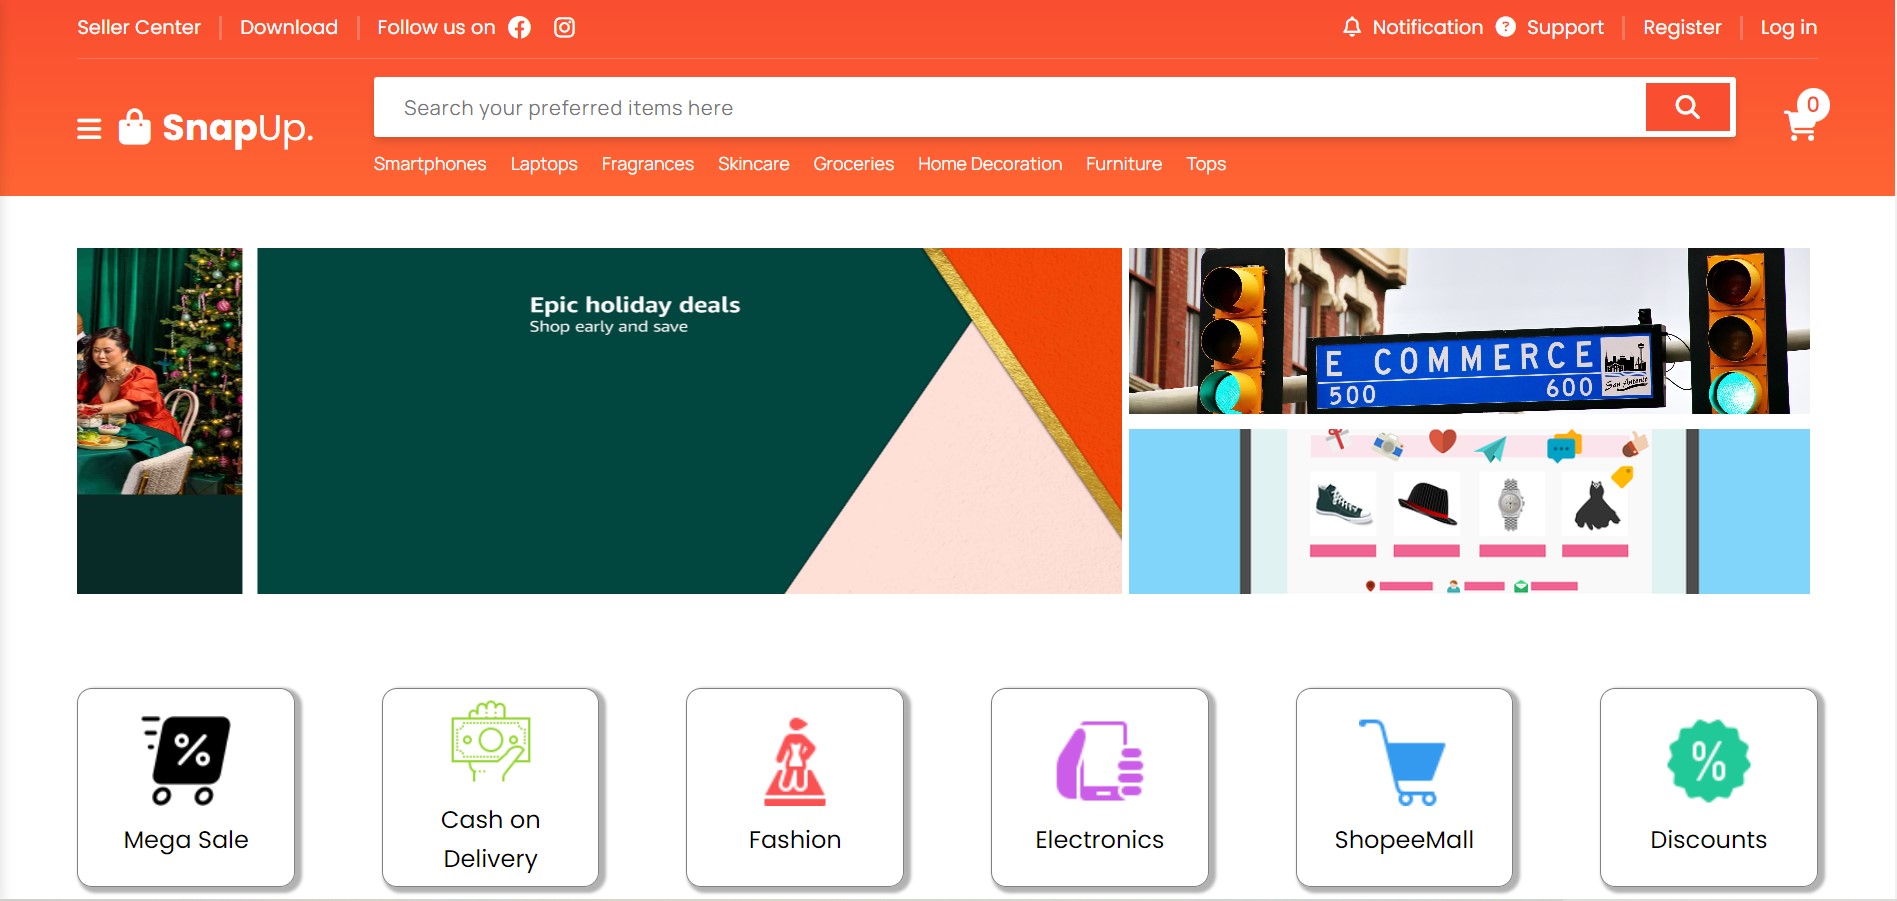 Seller Center Download Follow us on
Notification ? Support Register Log in
SnapUp.
Search your preferred items here
0
Smartphones Laptops Fragrances Skincare Groceries Home Decoration Furniture Tops
Epic holiday deals
Shop early and save
E COMMERCE
500 600
San Antonio
Mega Sale
Cash on
Delivery
Fashion
Electronics
ShopeeMall
Discounts